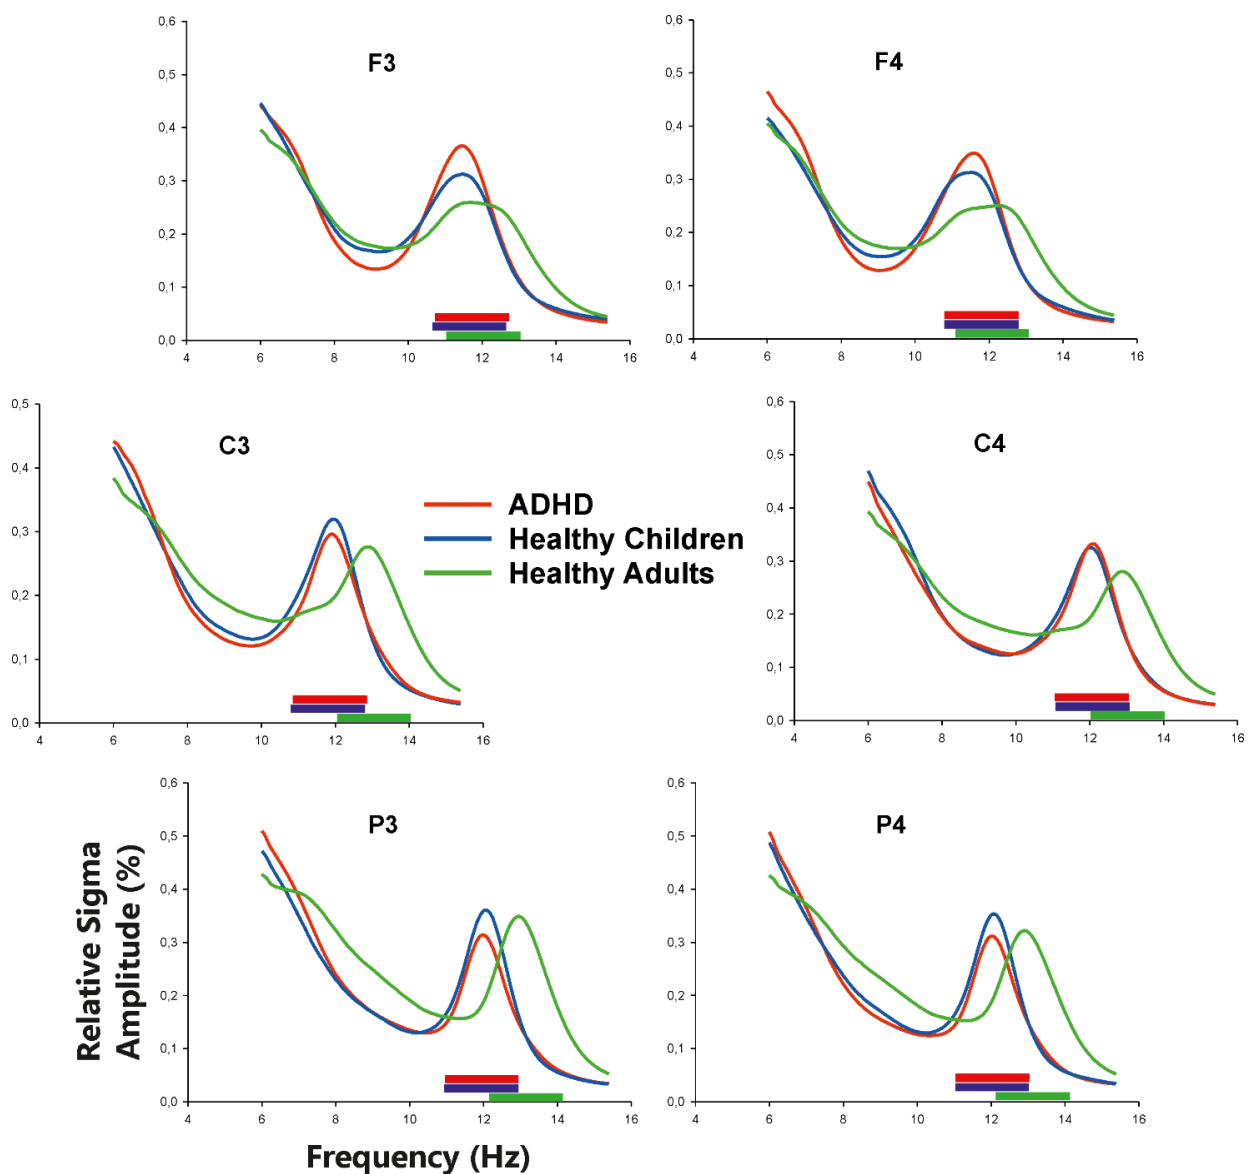 F3
0,6
0,5
0,4
0,3
0,2
0,1
0,0
4 6 8 10 12 14 16
F4
0,6
0,5
0,4
0,3
0,2
0,1
0,0
4 6 8 10 12 14 16
C3
0,5
0,4
0,3
0,2
0,1
0,0
4 6 8 10 12 14 16
ADHD
Healthy Children
Healthy Adults
C4
0,6
0,5
0,4
0,3
0,2
0,1
0,0
4 6 8 10 12 14 16
P3
0,6
0,5
0,4
0,3
0,2
0,1
0,0
4 6 8 10 12 14 16
P4
0,6
0,5
0,4
0,3
0,2
0,1
0,0
4 6 8 10 12 14 16
Relative Sigma
Amplitude (%)
Frequency (Hz)